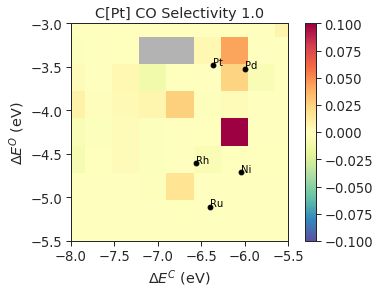 C[Pt] CO Selectivity 1.0
−3.0
−3.5
−4.0
−4.5
−5.0
−5.5
ΔE^O (eV)
Pt
Pd
Rh
Ni
Ru
−8.0 −7.5 −7.0 −6.5 −6.0 −5.5
ΔE^C (eV)
0.100
0.075
0.050
0.025
0.000
−0.025
−0.050
−0.075
−0.100